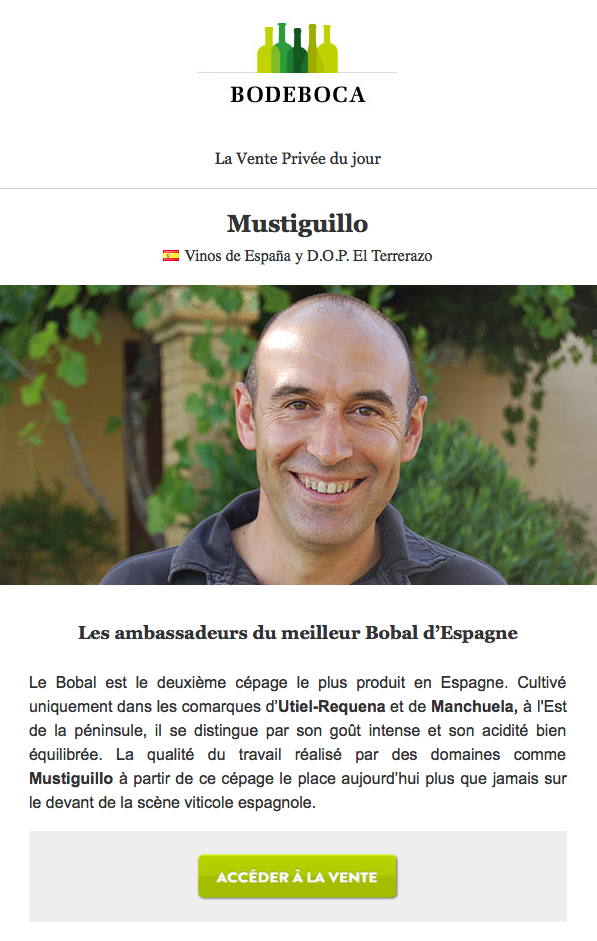 BODEBOCA
La Vente Privée du jour
Mustiguillo
Vinos de España y D.O.P. El Terrerazo
Les ambassadeurs du meilleur Bobal d’Espagne
Le Bobal est le deuxième cépage le plus produit en Espagne. Cultivé
uniquement dans les comarques d’Utiel-Requena et de Manchuela, à l'Est
de la péninsule, il se distingue par son goût intense et son acidité bien
équilibrée. La qualité du travail réalisé par des domaines comme
Mustiguillo à partir de ce cépage le place aujourd’hui plus que jamais sur
le devant de la scène viticole espagnole.
ACCÉDER À LA VENTE